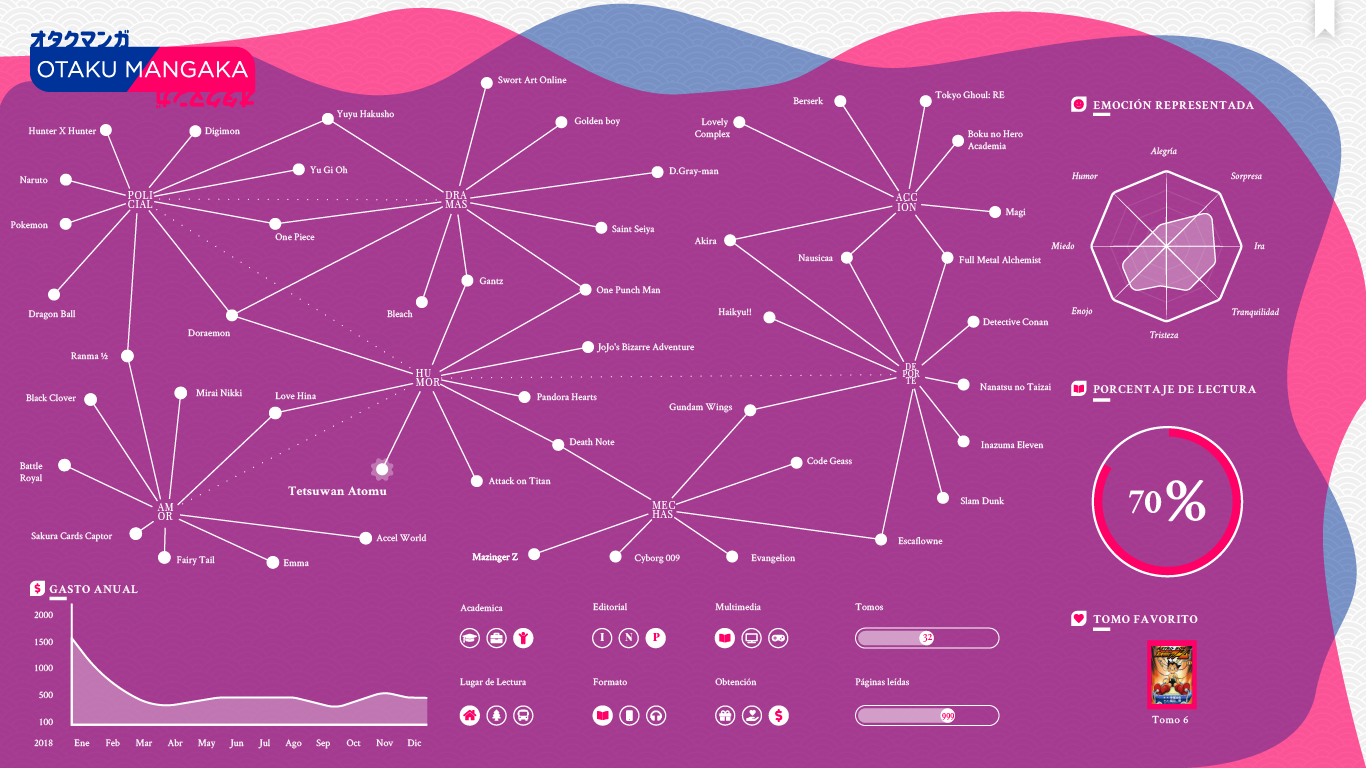 オタクマンガ
OTAKU MANGAKA
Swort Art Online
Yuyu Hakusho
Golden boy
Hunter X Hunter
Digimon
Yu Gi Oh
D.Gray-man
Naruto
POLI
CIAL
DRA
MAS
Pokemon
One Piece
Saint Seiya
Gantz
One Punch Man
Dragon Ball
Bleach
Doraemon
JoJo's Bizarre Adventure
Ranma ½
HU
MOR
Mirai Nikki
Love Hina
Pandora Hearts
Black Clover
Death Note
Battle
Royal
Tetsuwan Atomu
Attack on Titan
AM
OR
Sakura Cards Captor
Accel World
Fairy Tail
Emma
Berserk
Tokyo Ghoul: RE
Lovely
Complex
Boku no Hero
Academia
ACC
ION
Magi
Akira
Nausicaa
Full Metal Alchemist
Haikyu!!
Detective Conan
DE
POR
TE
Nanatsu no Taizai
Gundam Wings
Inazuma Eleven
Code Geass
Slam Dunk
MEC
HAS
Escaflowne
Mazinger Z
Cyborg 009
Evangelion
EMOCIÓN REPRESENTADA
Alegría
Humor
Sorpresa
Miedo
Ira
Enojo
Tranquilidad
Tristeza
PORCENTAJE DE LECTURA
70%
TOMO FAVORITO
Tomo 6
$ GASTO ANUAL
2000
1500
1000
500
100
2018 Ene Feb Mar Abr May Jun Jul Ago Sep Oct Nov Dic
Academica
Editorial
I N P
Multimedia
Tomos
32
Lugar de Lectura
Formato
Obtención
$
Páginas leídas
999